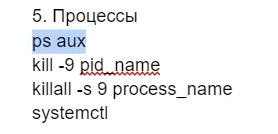 5. Процессы
ps aux
kill -9 pid_name
killall -s 9 process_name
systemctl